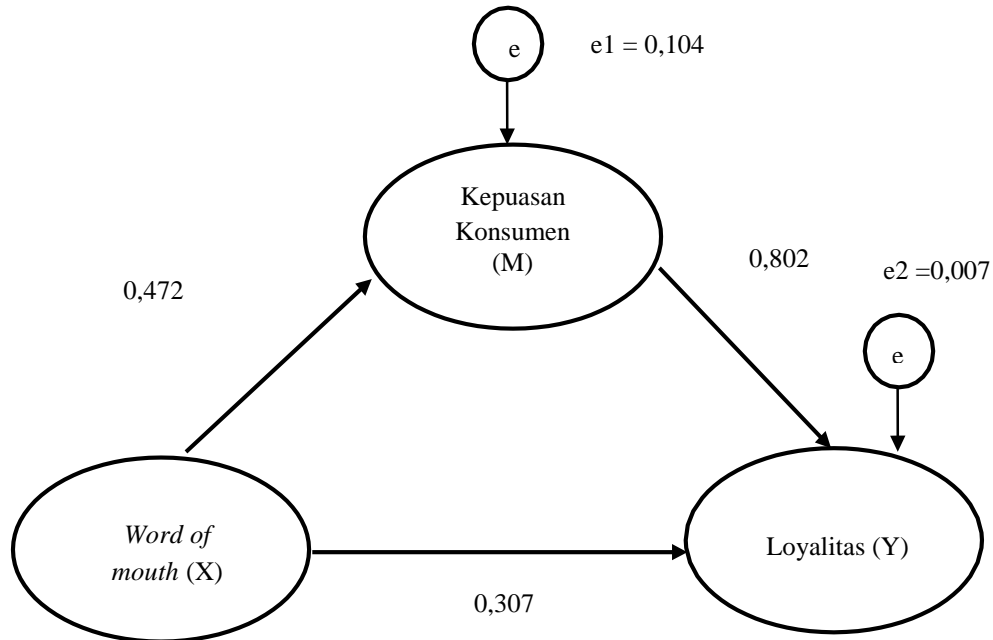 e
e1 = 0,104
Kepuasan
Konsumen
(M)
0,802
e2 =0,007
0,472
e
Word of
mouth (X)
Loyalitas (Y)
0,307